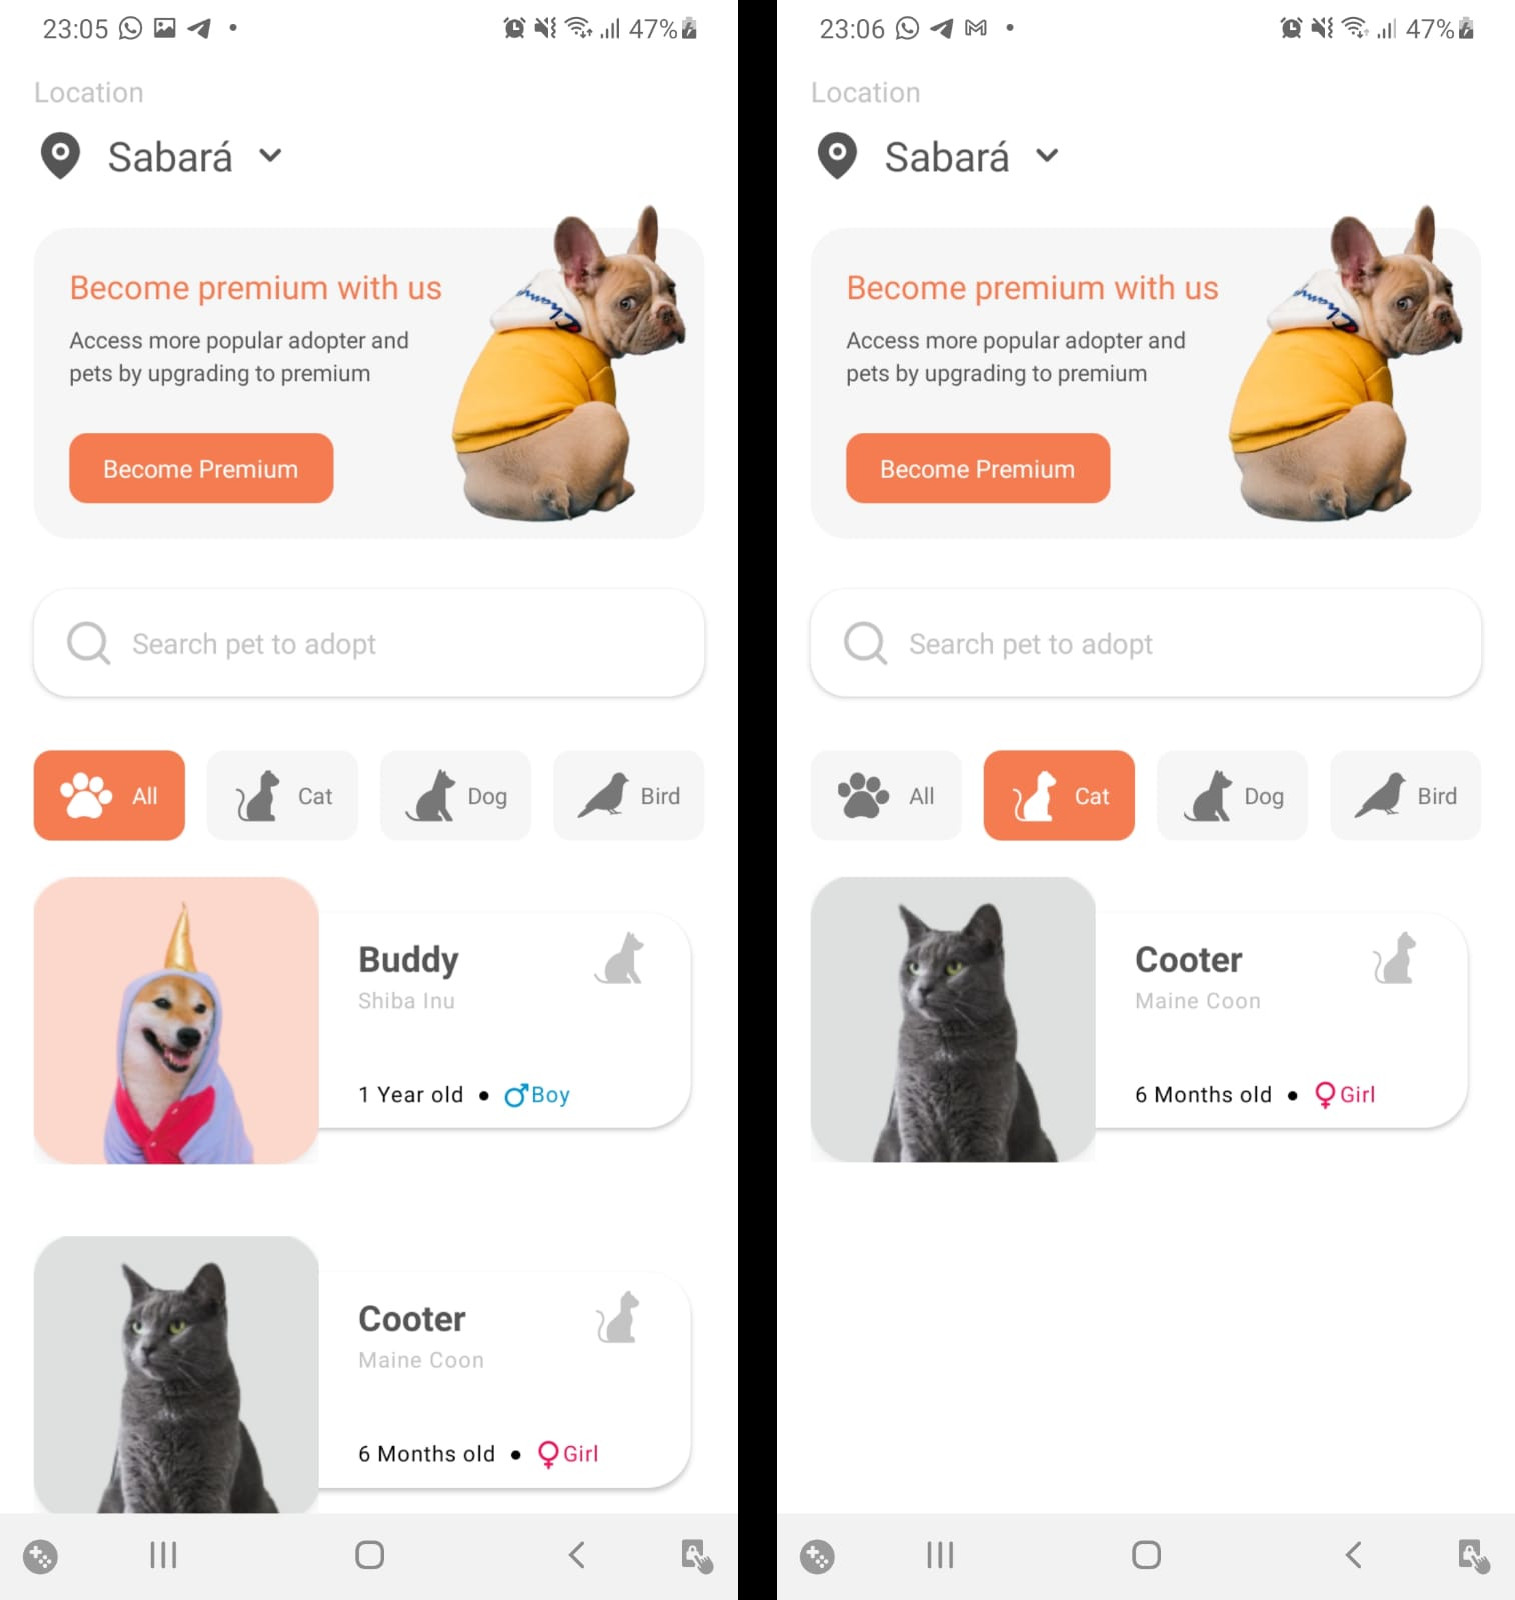 23:05
47%
Location
Sabará
Become premium with us
Access more popular adopter and
pets by upgrading to premium
Become Premium
Search pet to adopt
All
Cat
Dog
Bird
Buddy
Shiba Inu
1 Year old • Boy
Cooter
Maine Coon
6 Months old • Girl
23:06
47%
Location
Sabará
Become premium with us
Access more popular adopter and
pets by upgrading to premium
Become Premium
Search pet to adopt
All
Cat
Dog
Bird
Cooter
Maine Coon
6 Months old • Girl